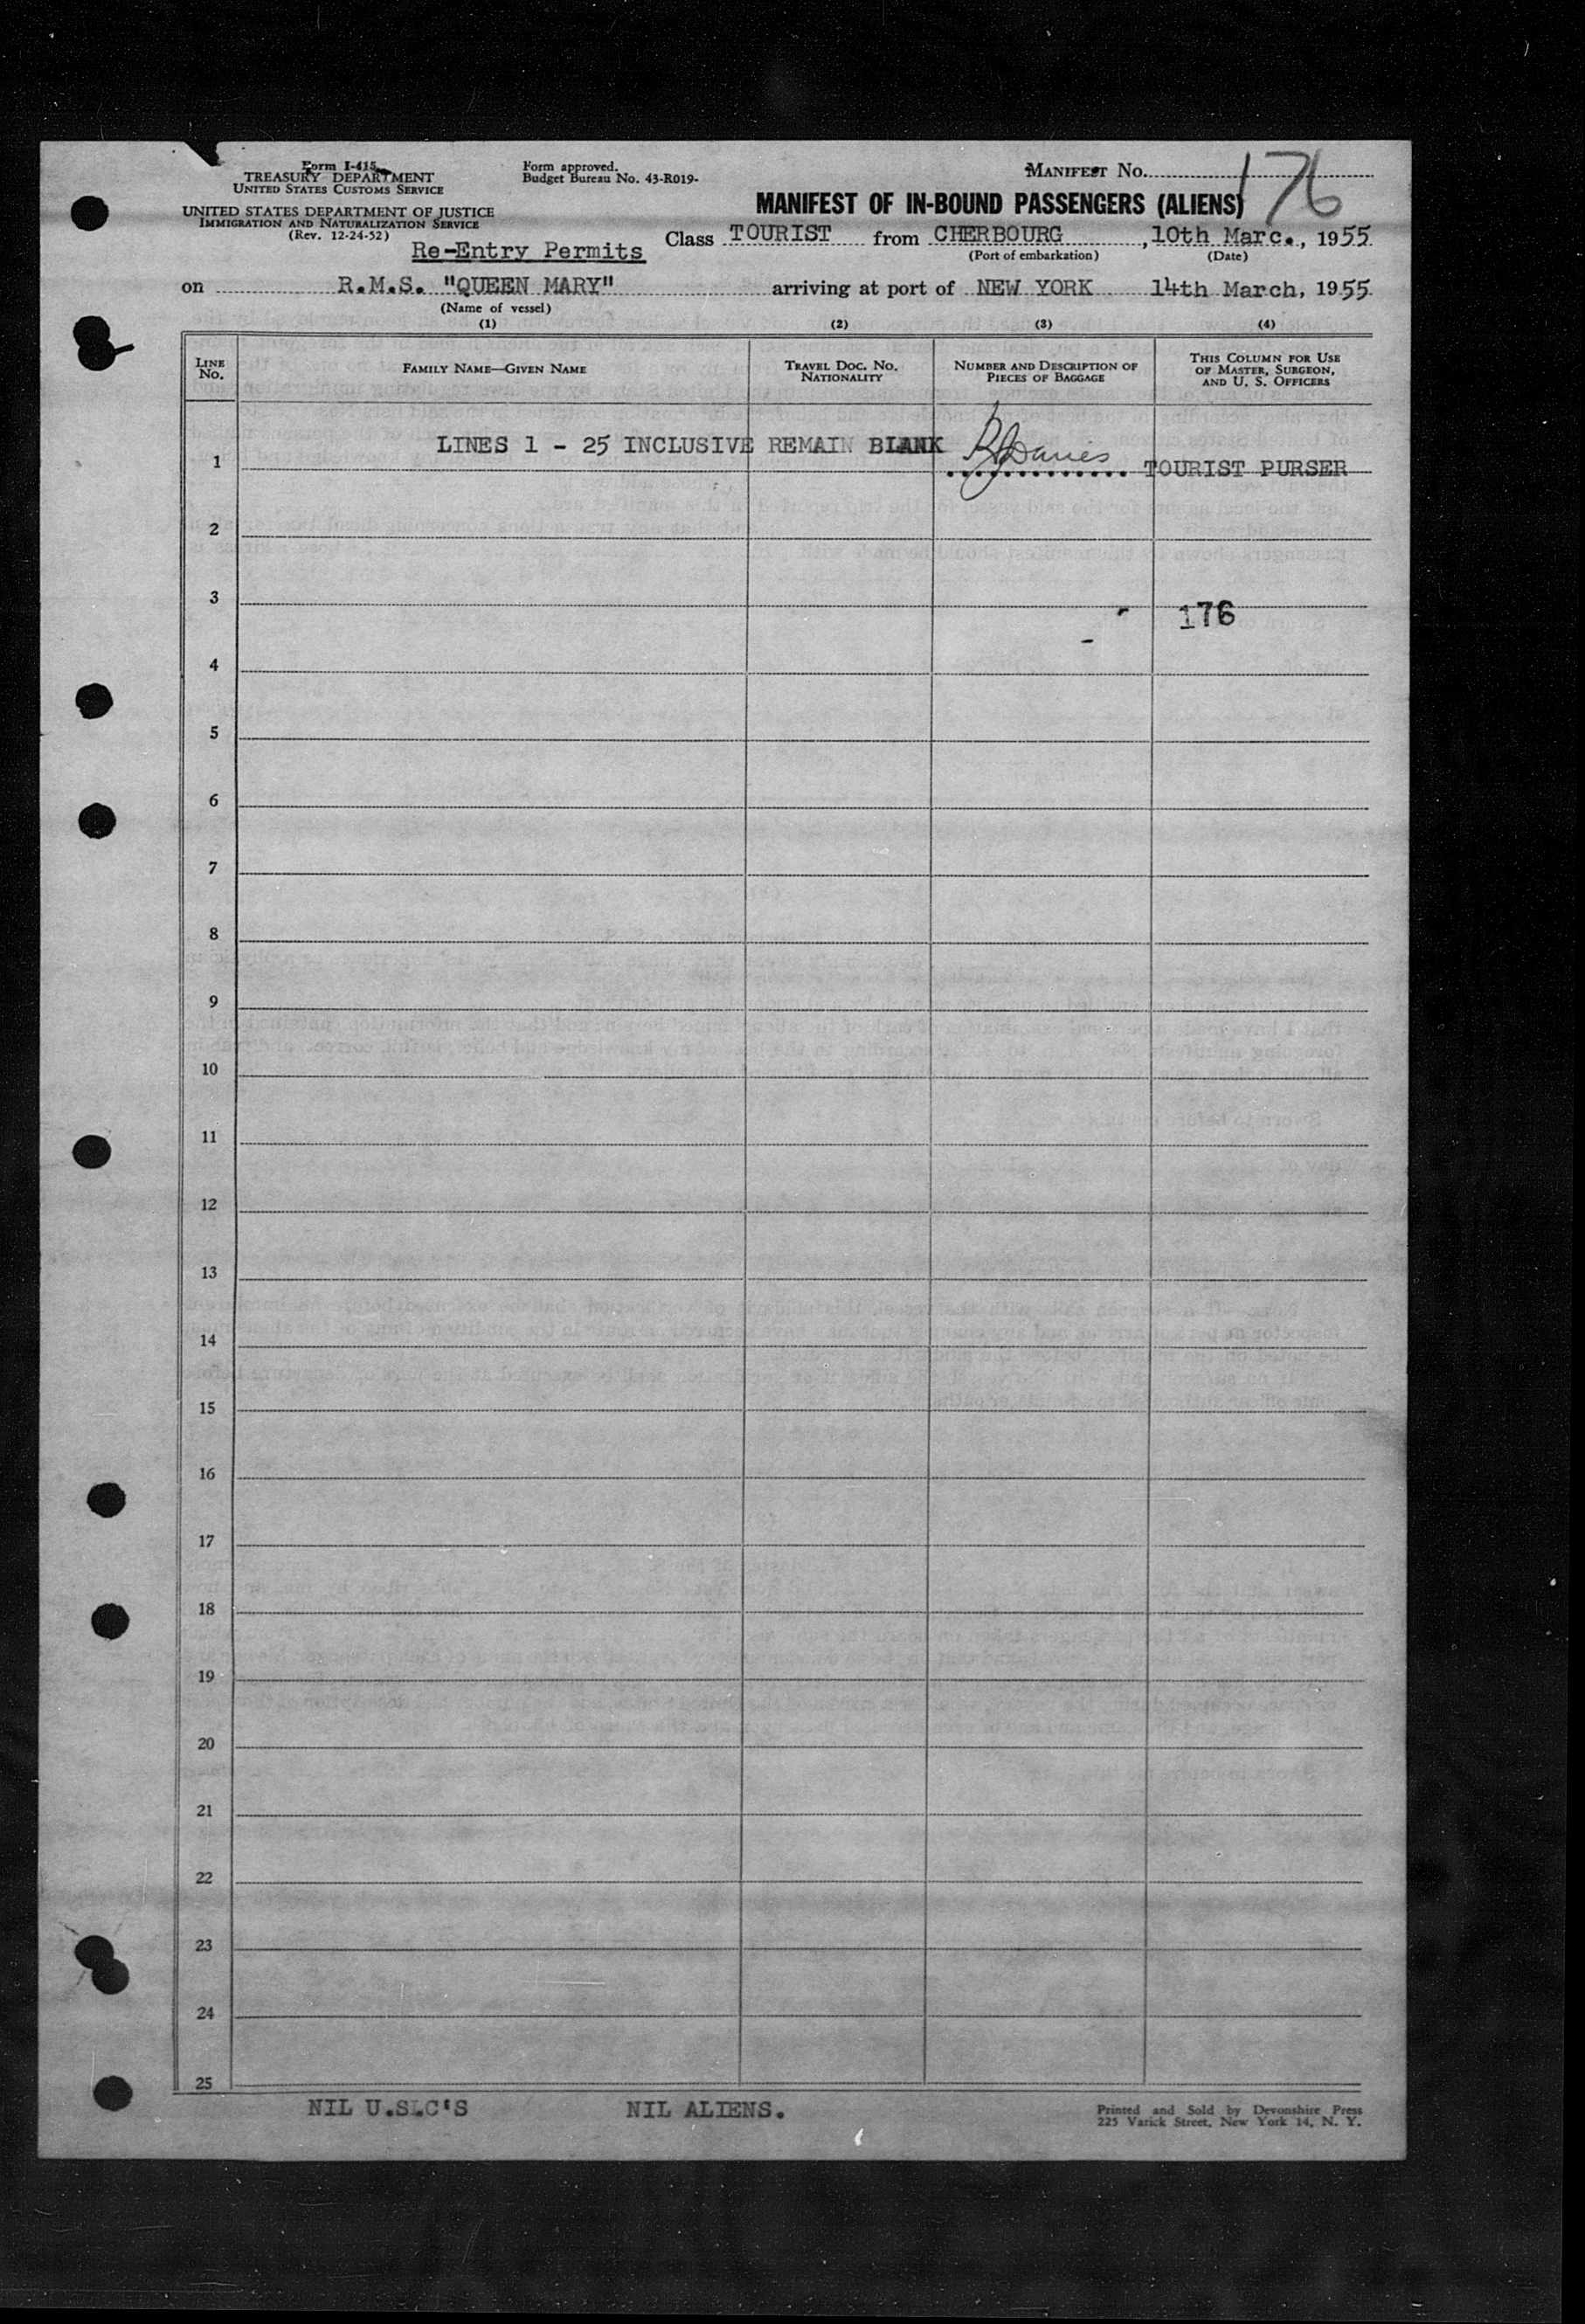 Form I-415
TREASURY DEPARTMENT
UNITED STATES CUSTOMS SERVICE
UNITED STATES DEPARTMENT OF JUSTICE
IMMIGRATION AND NATURALIZATION SERVICE
(Rev. 12-24-52)
Form approved.
Budget Bureau No. 43-R019-
MANIFEST No. 176
MANIFEST OF IN-BOUND PASSENGERS (ALIENS)
Re-Entry Permits
Class TOURIST from CHERBOURG, 10th Marc., 1955
(Port of embarkation) (Date)
on R.M.S. "QUEEN MARY" arriving at port of NEW YORK 14th March, 1955
(Name of vessel)
(1) (2) (3) (4)
LINE No. FAMILY NAME—GIVEN NAME TRAVEL DOC. No. NATIONALITY NUMBER AND DESCRIPTION OF PIECES OF BAGGAGE THIS COLUMN FOR USE OF MASTER, SURGEON, AND U. S. OFFICERS
LINES 1 - 25 INCLUSIVE REMAIN BLANK Davies
1 TOURIST PURSER
2
3 176
4
5
6
7
8
9
10
11
12
13
14
15
16
17
18
19
20
21
22
23
24
25
NIL U.S.C'S NIL ALIENS.
Printed and Sold by Devonshire Press
225 Varick Street, New York 14, N. Y.